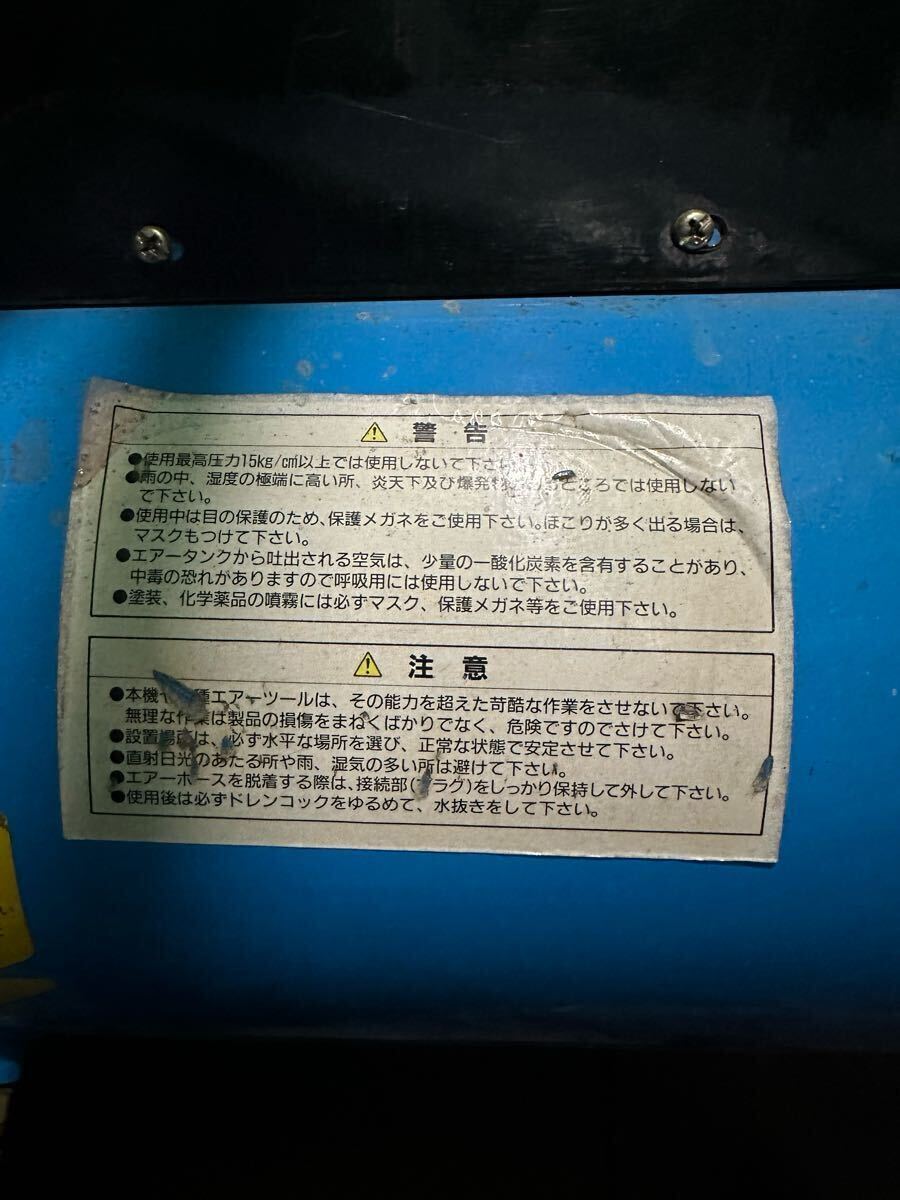 ⚠警告
●使用最高圧力15kg/c㎡以上では使用しないで下さい
●雨の中、湿度の極端に高い所、炎天下及び爆発 ところでは使用しない
で下さい。
●使用中は目の保護のため、保護メガネをご使用下さい。ほこりが多く出る場合は、
マスクもつけて下さい。
●エアータンクから吐出される空気は、少量の一酸化炭素を含有することがあり、
中毒の恐れがありますので呼吸用には使用しないで下さい。
●塗装、化学薬品の噴霧には必ずマスク、保護メガネ等をご使用下さい。
⚠注意
●本機 種エアーツールは、その能力を超えた苛酷な作業をさせないで下さい。
無理な作業は製品の損傷をまねくばかりでなく、危険ですのでさけて下さい。
●設置場所は、必ず水平な場所を選び、正常な状態で安定させて下さい。
●直射日光のあたる所や雨、湿気の多い所は避けて下さい。
●エアーホースを脱着する際は、接続部(プラグ)をしっかり保持して外して下さい。
●使用後は必ずドレンコックをゆるめて、水抜きをして下さい。